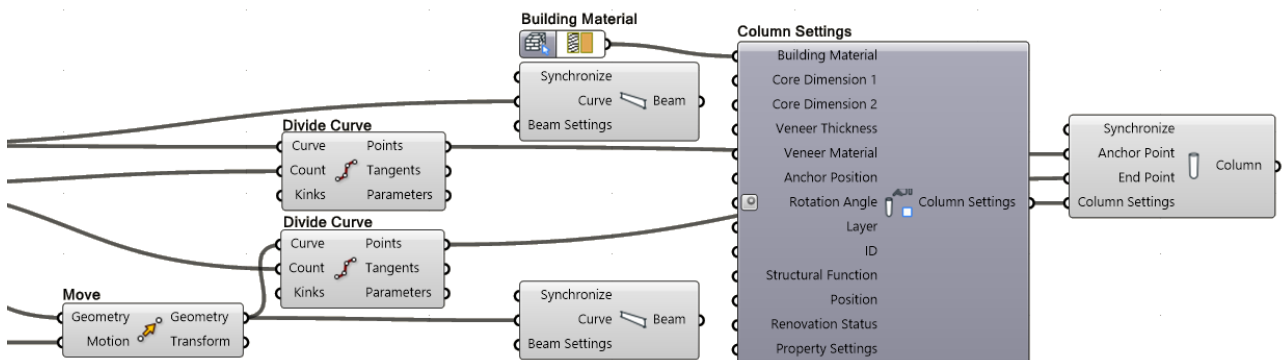 Building Material
Synchronize
Curve Beam
Beam Settings
Divide Curve
Curve Points
Count Tangents
Kinks Parameters
Divide Curve
Curve Points
Count Tangents
Kinks Parameters
Move
Geometry Geometry
Motion Transform
Synchronize
Curve Beam
Beam Settings
Column Settings
Building Material
Core Dimension 1
Core Dimension 2
Veneer Thickness
Veneer Material
Anchor Position
Rotation Angle Column Settings
Layer
ID
Structural Function
Position
Renovation Status
Property Settings
Synchronize
Anchor Point
End Point Column
Column Settings